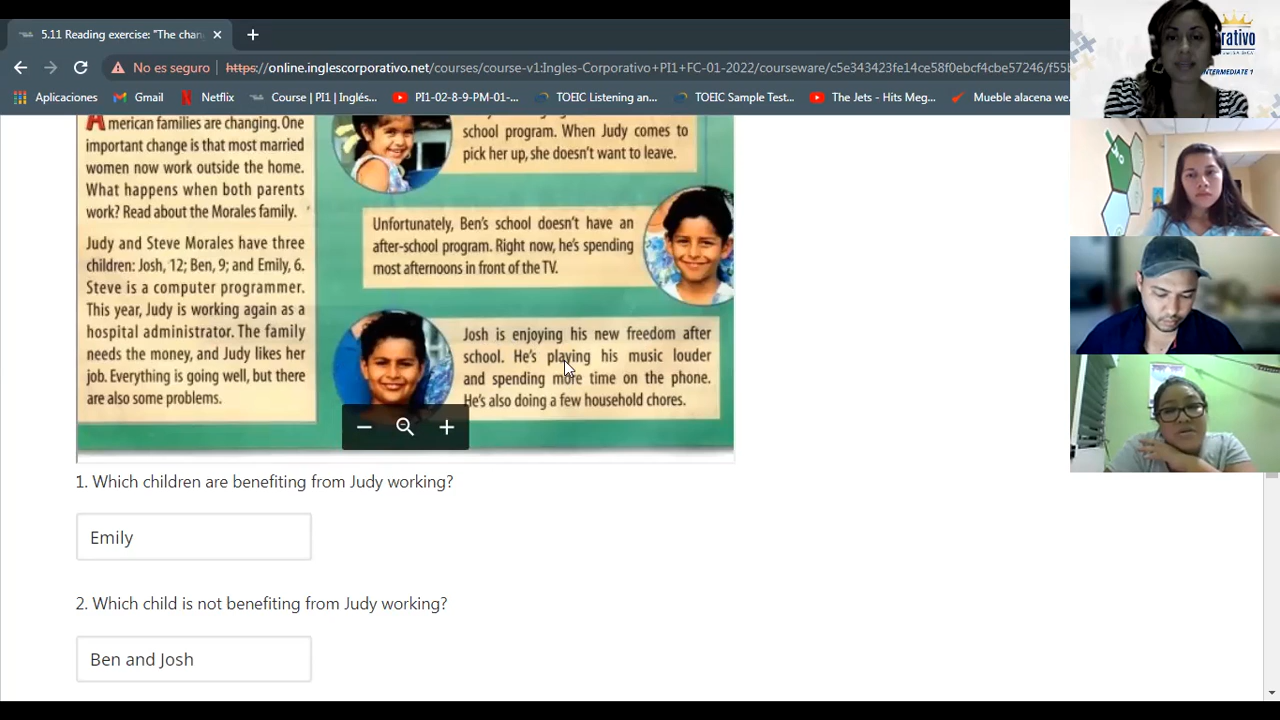 5.11 Reading exercise: "The chan
No es seguro
https://online.inglescorporativo.net/courses/course-v1:Ingles-Corporativo+PI1+FC-01-2022/courseware/c5e343423fe14ce58f0ebcf4cbe57246/f55b
Aplicaciones
Gmail
Netflix
Course | PI1 | Inglés...
PI1-02-8-9-PM-01-...
TOEIC Listening an...
TOEIC Sample Test...
The Jets - Hits Meg...
Mueble alacena we...
rativo
INTERMEDIATE 1
American families are changing. One
important change is that most married
women now work outside the home.
What happens when both parents
work? Read about the Morales family.
Judy and Steve Morales have three
children: Josh, 12; Ben, 9; and Emily, 6.
Steve is a computer programmer.
This year, Judy is working again as a
hospital administrator. The family
needs the money, and Judy likes her
job. Everything is going well, but there
are also some problems.
school program. When Judy comes to
pick her up, she doesn't want to leave.
Unfortunately, Ben's school doesn't have an
after-school program. Right now, he's spending
most afternoons in front of the TV.
Josh is enjoying his new freedom after
school. He's playing his music louder
and spending more time on the phone.
He's also doing a few household chores.
1. Which children are benefiting from Judy working?
Emily
2. Which child is not benefiting from Judy working?
Ben and Josh